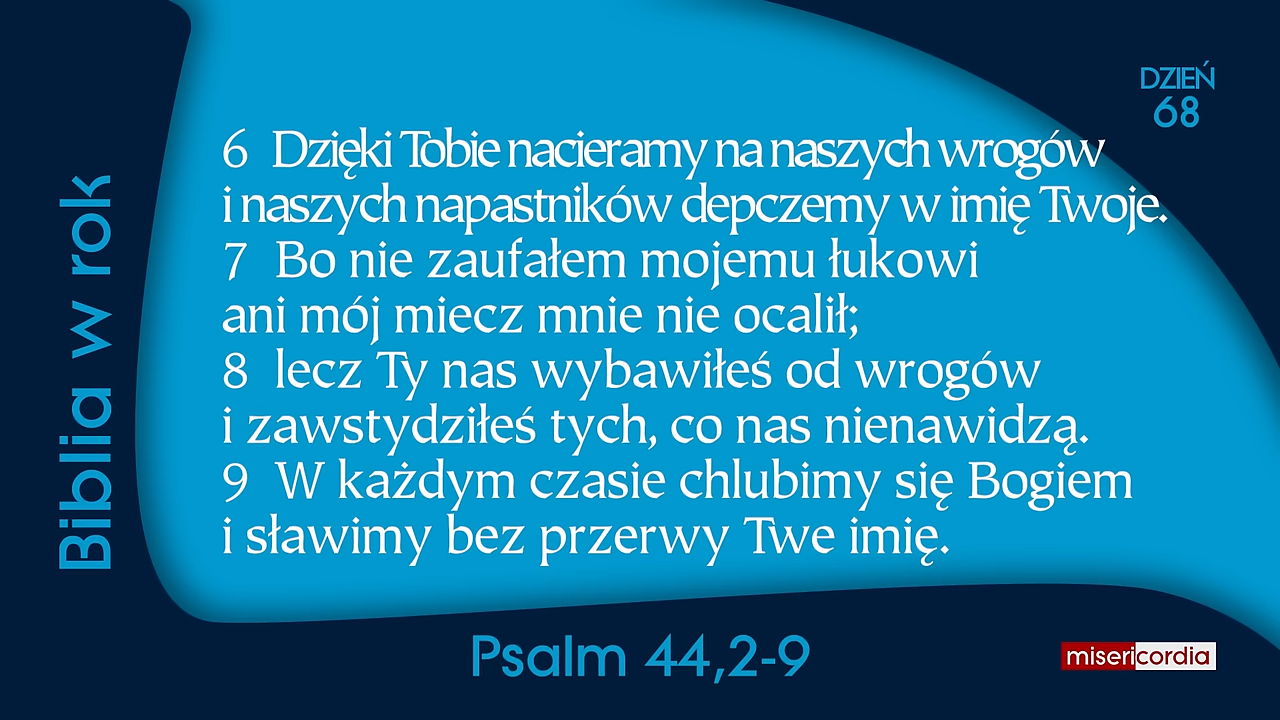 DZIEŃ
68
6 Dzięki Tobie nacieramy na naszych wrogów
i naszych napastników depczemy w imię Twoje.
7 Bo nie zaufałem mojemu łukowi
ani mój miecz mnie nie ocalił;
8 lecz Ty nas wybawiłeś od wrogów
i zawstydziłeś tych, co nas nienawidzą.
9 W każdym czasie chlubimy się Bogiem
i sławimy bez przerwy Twe imię.
Biblia w rok
Psalm 44,2-9
misericordia